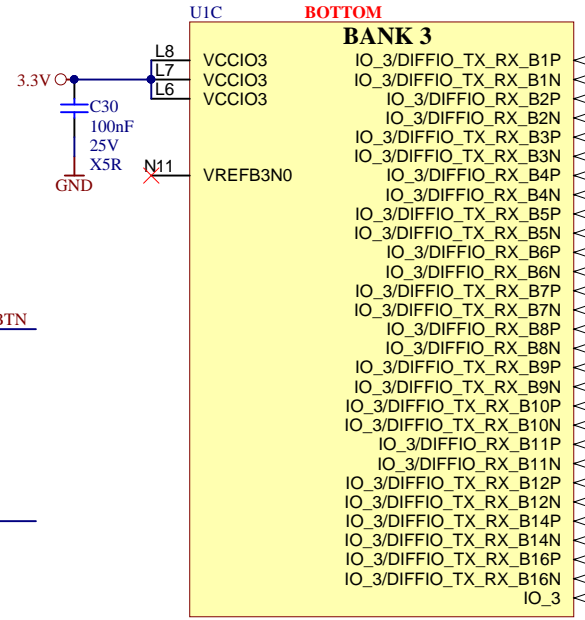 U1C BOTTOM
BANK 3
L8 VCCIO3 IO_3/DIFFIO_TX_RX_B1P
3.3V L7 VCCIO3 IO_3/DIFFIO_TX_RX_B1N
L6 VCCIO3 IO_3/DIFFIO_RX_B2P
C30 IO_3/DIFFIO_RX_B2N
100nF IO_3/DIFFIO_TX_RX_B3P
25V IO_3/DIFFIO_TX_RX_B3N
X5R N11 VREFB3N0 IO_3/DIFFIO_RX_B4P
GND IO_3/DIFFIO_RX_B4N
IO_3/DIFFIO_TX_RX_B5P
IO_3/DIFFIO_TX_RX_B5N
IO_3/DIFFIO_RX_B6P
IO_3/DIFFIO_RX_B6N
IO_3/DIFFIO_TX_RX_B7P
IO_3/DIFFIO_TX_RX_B7N
BTN IO_3/DIFFIO_RX_B8P
IO_3/DIFFIO_RX_B8N
IO_3/DIFFIO_TX_RX_B9P
IO_3/DIFFIO_TX_RX_B9N
IO_3/DIFFIO_TX_RX_B10P
IO_3/DIFFIO_TX_RX_B10N
IO_3/DIFFIO_RX_B11P
IO_3/DIFFIO_RX_B11N
IO_3/DIFFIO_TX_RX_B12P
IO_3/DIFFIO_TX_RX_B12N
IO_3/DIFFIO_TX_RX_B14P
IO_3/DIFFIO_TX_RX_B14N
IO_3/DIFFIO_TX_RX_B16P
IO_3/DIFFIO_TX_RX_B16N
IO_3